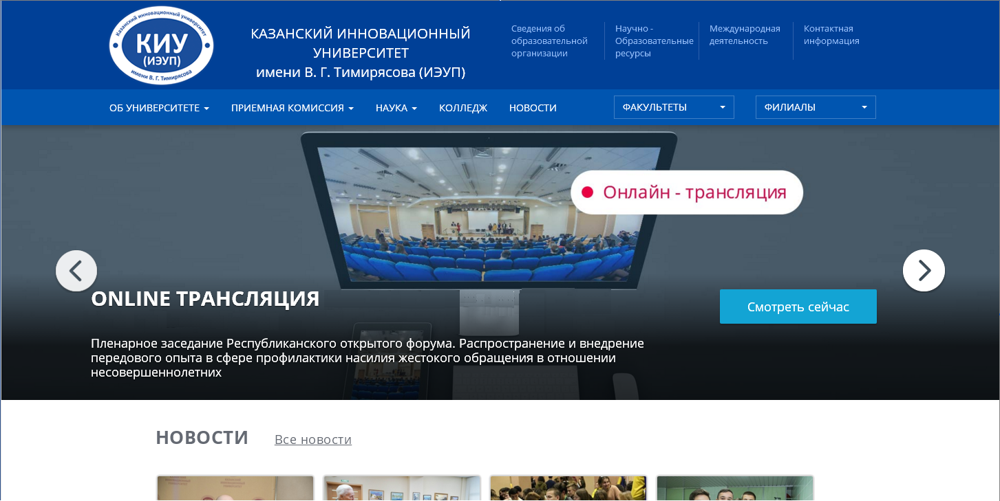 Казанский инновационный университет
КИУ
(ИЭУП)
имени В. Г. Тимирясова
КАЗАНСКИЙ ИННОВАЦИОННЫЙ
УНИВЕРСИТЕТ
имени В. Г. Тимирясова (ИЭУП)
Сведения об
образовательной
организации
Научно -
Образовательные
ресурсы
Международная
деятельность
Контактная
информация
ОБ УНИВЕРСИТЕТЕ
ПРИЕМНАЯ КОМИССИЯ
НАУКА
КОЛЛЕДЖ
НОВОСТИ
ФАКУЛЬТЕТЫ
ФИЛИАЛЫ
Онлайн - трансляция
ONLINE ТРАНСЛЯЦИЯ
Смотреть сейчас
Пленарное заседание Республиканского открытого форума. Распространение и внедрение
передового опыта в сфере профилактики насилия жестокого обращения в отношении
несовершеннолетних
НОВОСТИ
Все новости